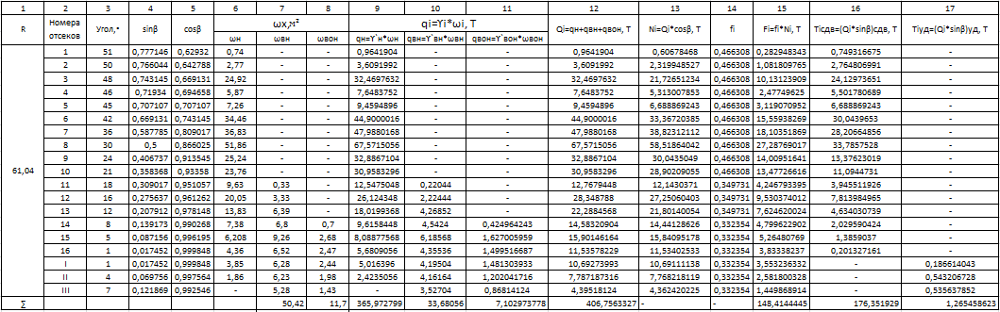 1 2 3 4 5 6 7 8 9 10 11 12 13 14 15 16 17
R Номера отсеков Угол,° sinβ cosβ ωx,м² qi=Yi*ωi, Т Qi=qн+qвн+qвон, Т Ni=Qi*cosβ, Т fi Fi=fi*Ni, Т Тiсдв=(Qi*sinβ)сдв, Т Тiуд=(Qi*sinβ)уд, Т
ωн ωвн ωвон qн=Y`н*ωн qвн=Y`вн*ωвн qвон=Y`вон*ωвон
1 51 0,777146 0,62932 0,74 - - 0,9641904 - - 0,9641904 0,60678468 0,466308 0,282948343 0,749316675 -
2 50 0,766044 0,642788 2,77 - - 3,6091992 - - 3,6091992 2,319948527 0,466308 1,081809765 2,764806991 -
3 48 0,743145 0,669131 24,92 - - 32,4697632 - - 32,4697632 21,72651234 0,466308 10,13123909 24,12973651 -
4 46 0,71934 0,694658 5,87 - - 7,6483752 - - 7,6483752 5,313007853 0,466308 2,47749625 5,501780689 -
5 45 0,707107 0,707107 7,26 - - 9,4594896 - - 9,4594896 6,688869243 0,466308 3,119070952 6,688869243 -
6 42 0,669131 0,743145 34,46 - - 44,9000016 - - 44,9000016 33,36720385 0,466308 15,55938269 30,0439653 -
7 36 0,587785 0,809017 36,83 - - 47,9880168 - - 47,9880168 38,82312112 0,466308 18,10351869 28,20664856 -
8 30 0,5 0,866025 51,86 - - 67,5715056 - - 67,5715056 58,51864042 0,466308 27,28769017 33,7857528 -
9 24 0,406737 0,913545 25,24 - - 32,8867104 - - 32,8867104 30,0435049 0,466308 14,00951641 13,37623019 -
61,04
10 21 0,358368 0,93358 23,76 - - 30,9583296 - - 30,9583296 28,90209055 0,466308 13,47726616 11,0944731 -
11 18 0,309017 0,951057 9,63 0,33 - 12,5475048 0,22044 - 12,7679448 12,1430371 0,349731 4,246793395 3,945511926 -
12 16 0,275637 0,961262 20,05 3,33 - 26,124348 2,22444 - 28,348788 27,25060403 0,349731 9,530374012 7,813984965 -
13 12 0,207912 0,978148 13,83 6,39 - 18,0199368 4,26852 - 22,2884568 21,80140054 0,349731 7,624620024 4,634030739 -
14 8 0,139173 0,990268 7,38 6,8 0,7 9,6158448 4,5424 0,424964243 14,58320904 14,44128626 0,332354 4,799622902 2,029590424 -
15 5 0,087156 0,996195 6,208 9,26 2,68 8,08877568 6,18568 1,627005959 15,90146164 15,84095178 0,332354 5,26480769 1,3859037 -
16 1 0,017452 0,999848 4,36 6,52 2,47 5,6809056 4,35536 1,499516687 11,53578229 11,53402533 0,332354 3,83338237 0,201327161 -
I 1 0,017452 0,999848 3,85 6,28 2,44 5,016396 4,19504 1,481303933 10,69273993 10,69111138 0,332354 3,553236332 - 0,186614043
II 4 0,069756 0,997564 1,86 6,23 1,98 2,4235056 4,16164 1,202041716 7,787187316 7,768218119 0,332354 2,581800328 - 0,543206728
III 7 0,121869 0,992546 - 5,28 1,43 - 3,52704 0,86814124 4,39518124 4,362420225 0,332354 1,449868914 - 0,535637852
∑ 50,42 11,7 365,972799 33,68056 7,102973778 406,7563327 - - 148,4144445 176,351929 1,265458623